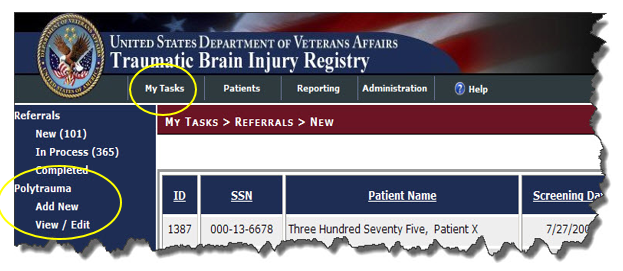 United States Department of Veterans Affairs
Traumatic Brain Injury Registry
My Tasks Patients Reporting Administration ? Help
Referrals
New (101)
In Process (365)
Completed
Polytrauma
Add New
View / Edit
My Tasks > Referrals > New
ID SSN Patient Name Screening Da
1387 000-13-6678 Three Hundred Seventy Five, Patient X 7/27/200